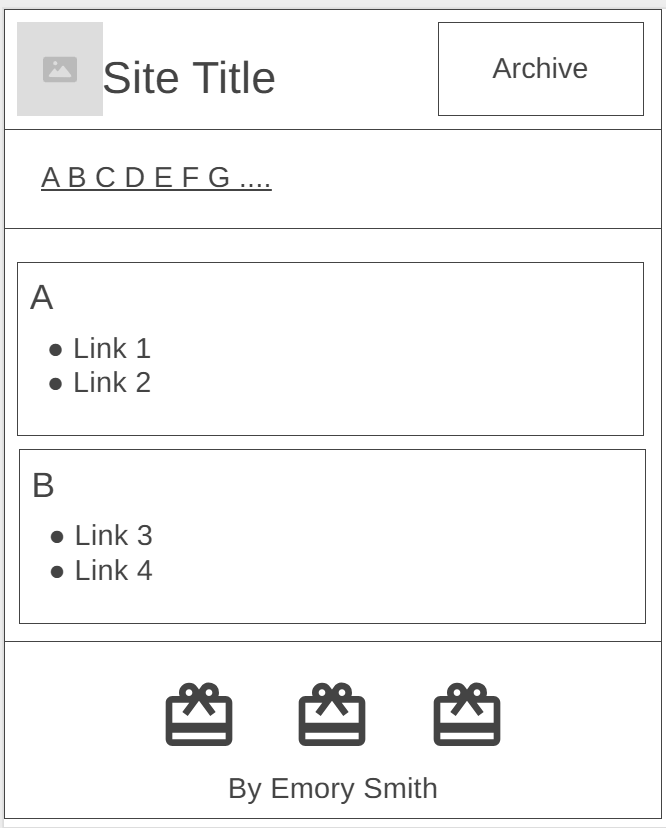 Site Title
Archive
A B C D E F G ....
A
● Link 1
● Link 2
B
● Link 3
● Link 4
By Emory Smith